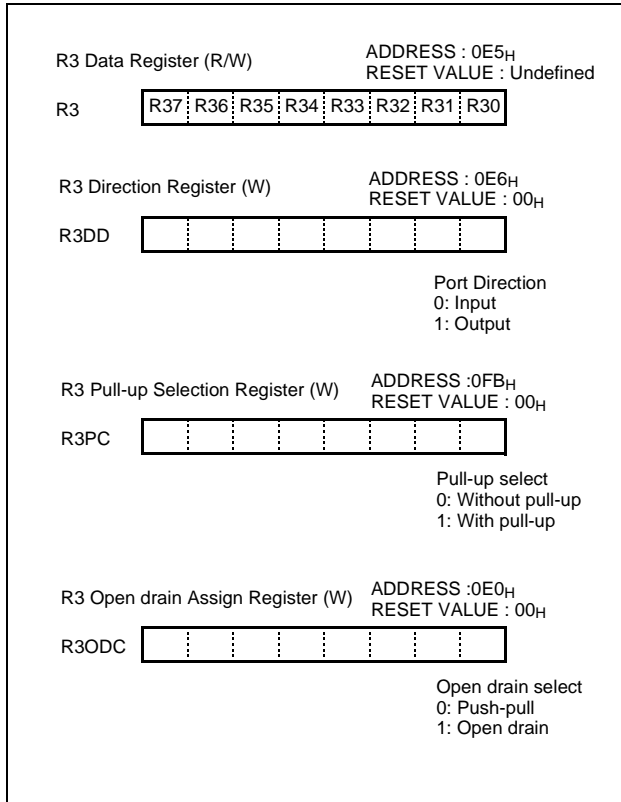 R3 Data Register (R/W)
ADDRESS : 0E5H
RESET VALUE : Undefined
R3
R37 R36 R35 R34 R33 R32 R31 R30
R3 Direction Register (W)
ADDRESS : 0E6H
RESET VALUE : 00H
R3DD
Port Direction
0: Input
1: Output
R3 Pull-up Selection Register (W)
ADDRESS :0FBH
RESET VALUE : 00H
R3PC
Pull-up select
0: Without pull-up
1: With pull-up
R3 Open drain Assign Register (W)
ADDRESS :0E0H
RESET VALUE : 00H
R3ODC
Open drain select
0: Push-pull
1: Open drain